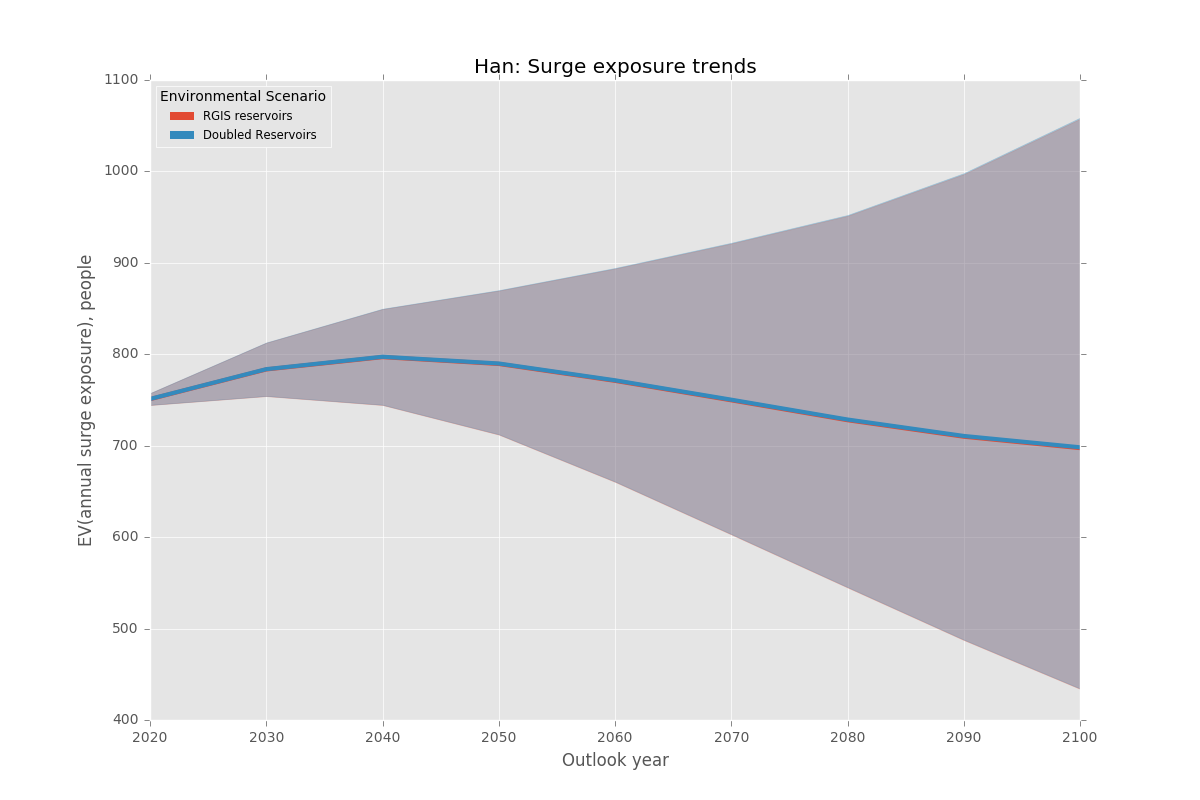 Han: Surge exposure trends
Environmental Scenario
RGIS reservoirs
Doubled Reservoirs
EV(annual surge exposure), people
1100
1000
900
800
700
600
500
400
2020 2030 2040 2050 2060 2070 2080 2090 2100
Outlook year